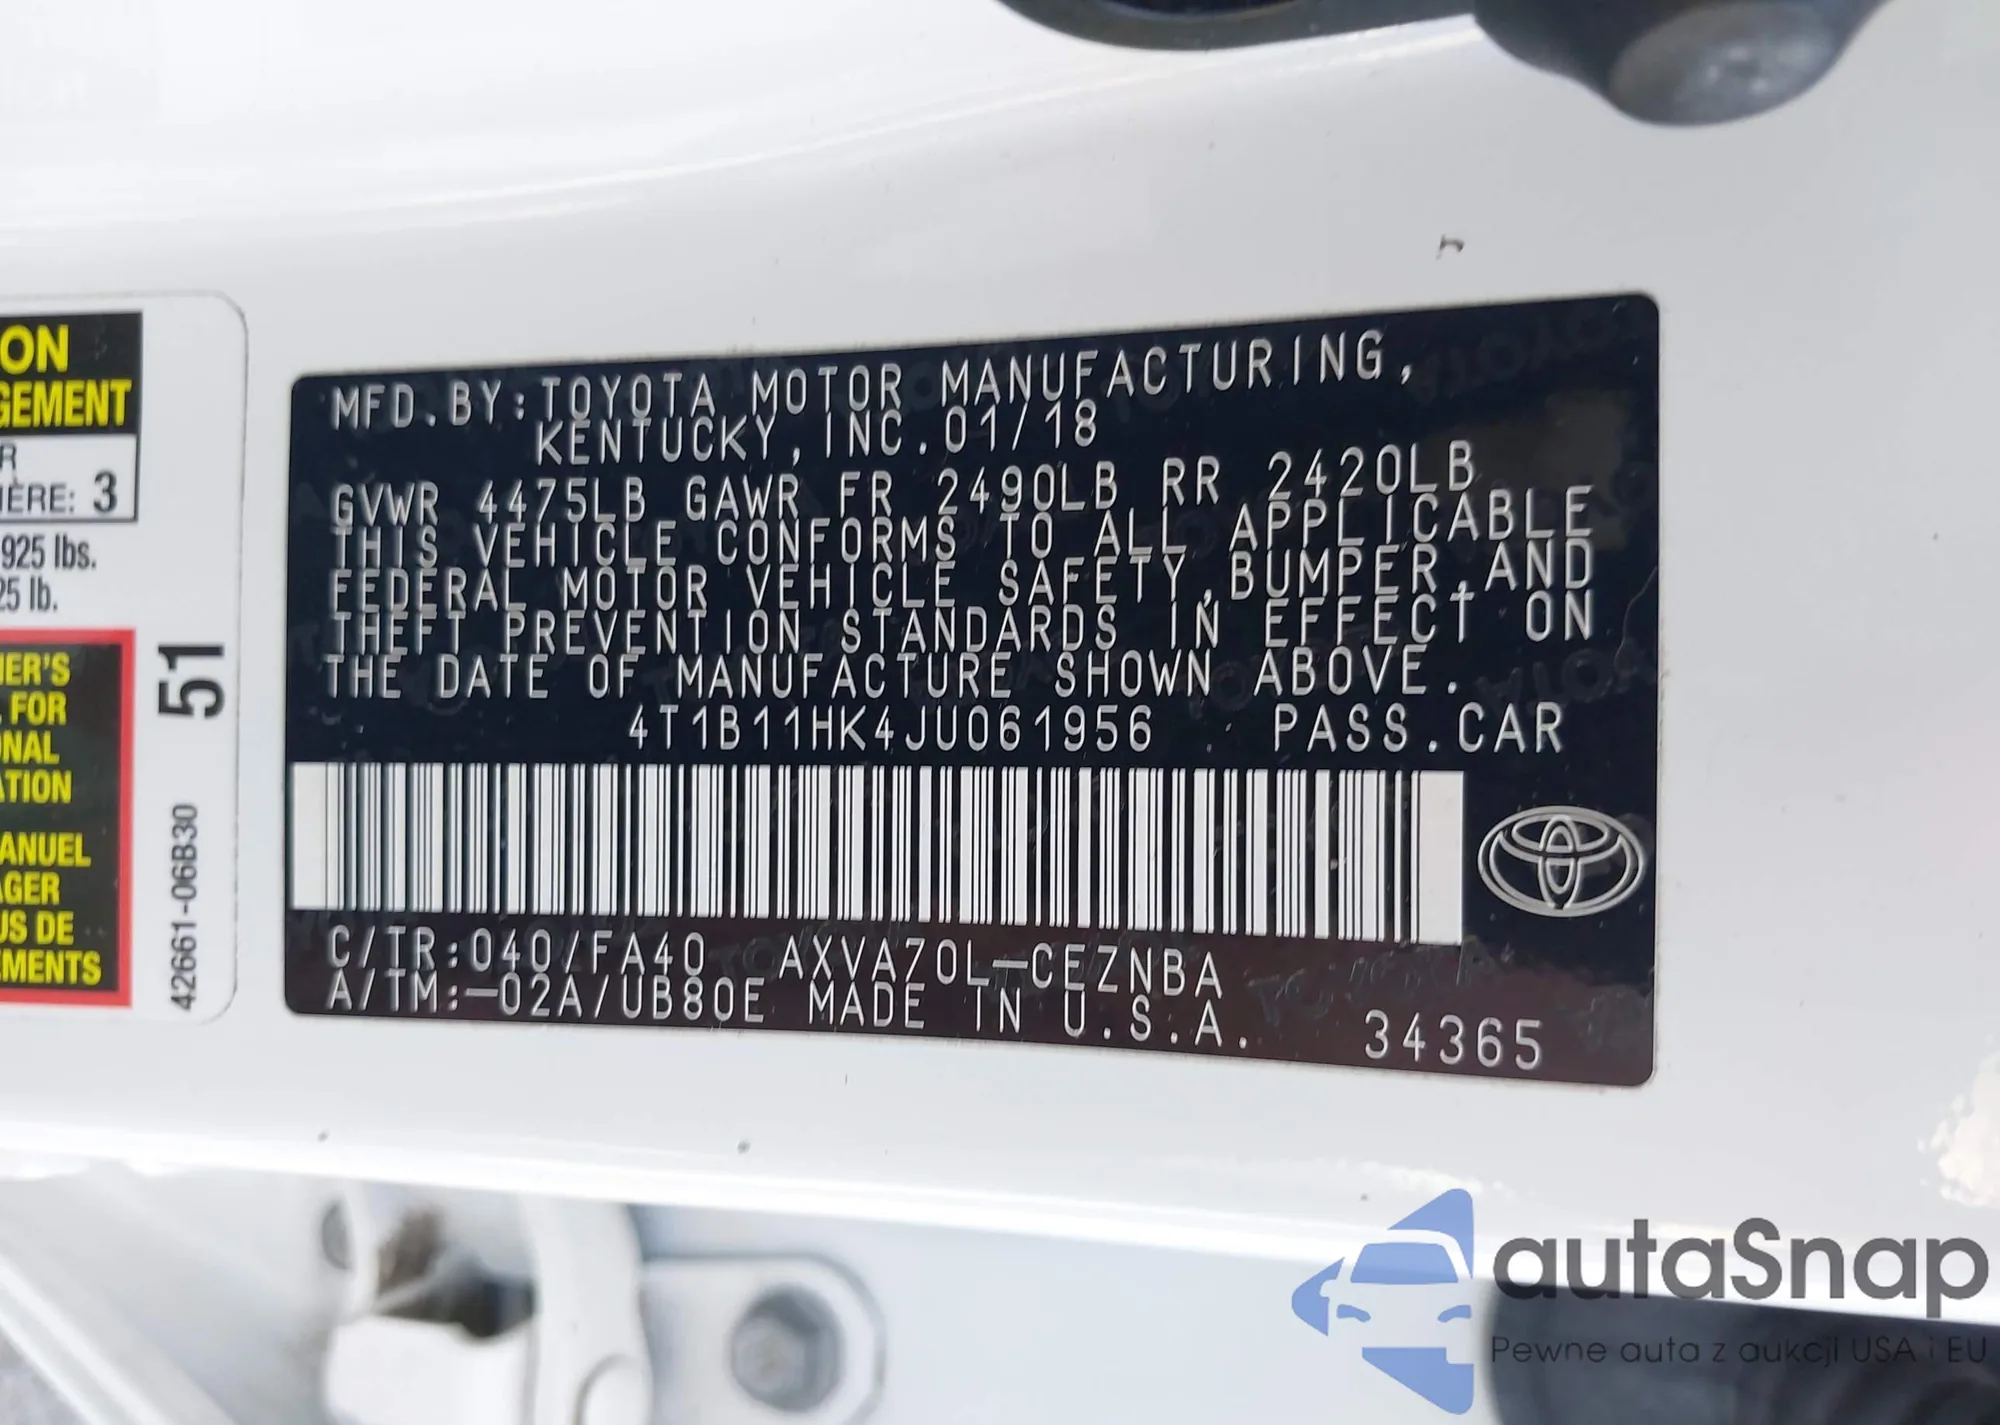 ON
GEMENT
R
IÈRE: 3
925 lbs.
25 lb.
NER'S
FOR
NAL
ATION
ANUEL
AGER
US DE
EMENTS
51
42661-06B30
MFD.BY:TOYOTA MOTOR MANUFACTURING,
KENTUCKY,INC.01/18
GVWR 4475LB GAWR FR 2490LB RR 2420LB
THIS VEHICLE CONFORMS TO ALL APPLICABLE
FEDERAL MOTOR VEHICLE SAFETY,BUMPER,AND
THEFT PREVENTION STANDARDS IN EFFECT ON
THE DATE OF MANUFACTURE SHOWN ABOVE.
4T1B11HK4JU061956 PASS.CAR
C/TR:040/FA40 AXVA70L-CEZNBA
A/TM:-02A/UB80E MADE IN U.S.A. 34365
autaSnap
Pewne auta z aukcji USA i EU